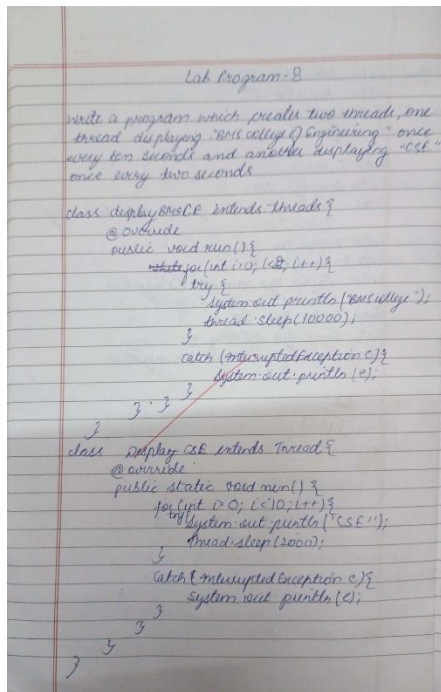 Lab Program-8
Write a program which creates two threads, one
thread displaying "BMS College of Engineering" once
every ten seconds and another displaying "CSE"
once every two seconds
class displayBMSCE extends threads {
@override
public void run() {
for(int i=0; i<2, i++) {
try {
System.out.println("BMS college");
thread.sleep(10000);
}
catch (InterruptedException e) {
System.out.println(e);
}
} } }
}
class Display CSE extends Thread {
@override
public static void run() {
for(int i=0; i<10; i++) {
try{ System.out.println("CSE");
thread.sleep(2000);
}
catch (InterruptedException e) {
System.out.println(e);
}
}
}
}